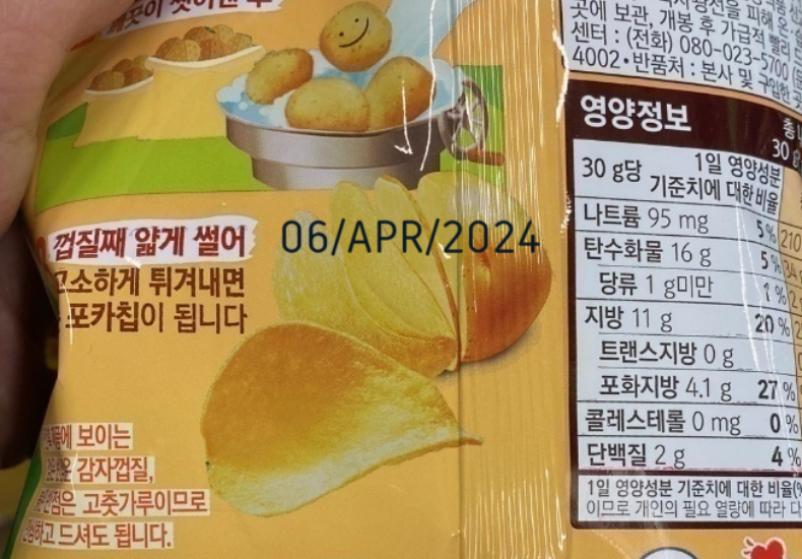 곳에 보관, 개봉 후 가급적 빨리
센터 : (전화) 080-023-5700
4002·반품처 : 본사 및 구입한
영양정보
30 g
30 g당
1일 영양성분
기준치에 대한 비율
나트륨 95 mg 5 %
탄수화물 16 g 5 %
당류 1 g미만 1 %
지방 11 g 20 %
트랜스지방 0 g
포화지방 4.1 g 27 %
콜레스테롤 0 mg 0 %
단백질 2 g 4 %
1일 영양성분 기준치에 대한 비율(%
이므로 개인의 필요 열량에 따라 다
껍질째 얇게 썰어
고소하게 튀겨내면
포카칩이 됩니다
06/APR/2024
보이는
감자껍질,
고춧가루이므로
드셔도 됩니다.